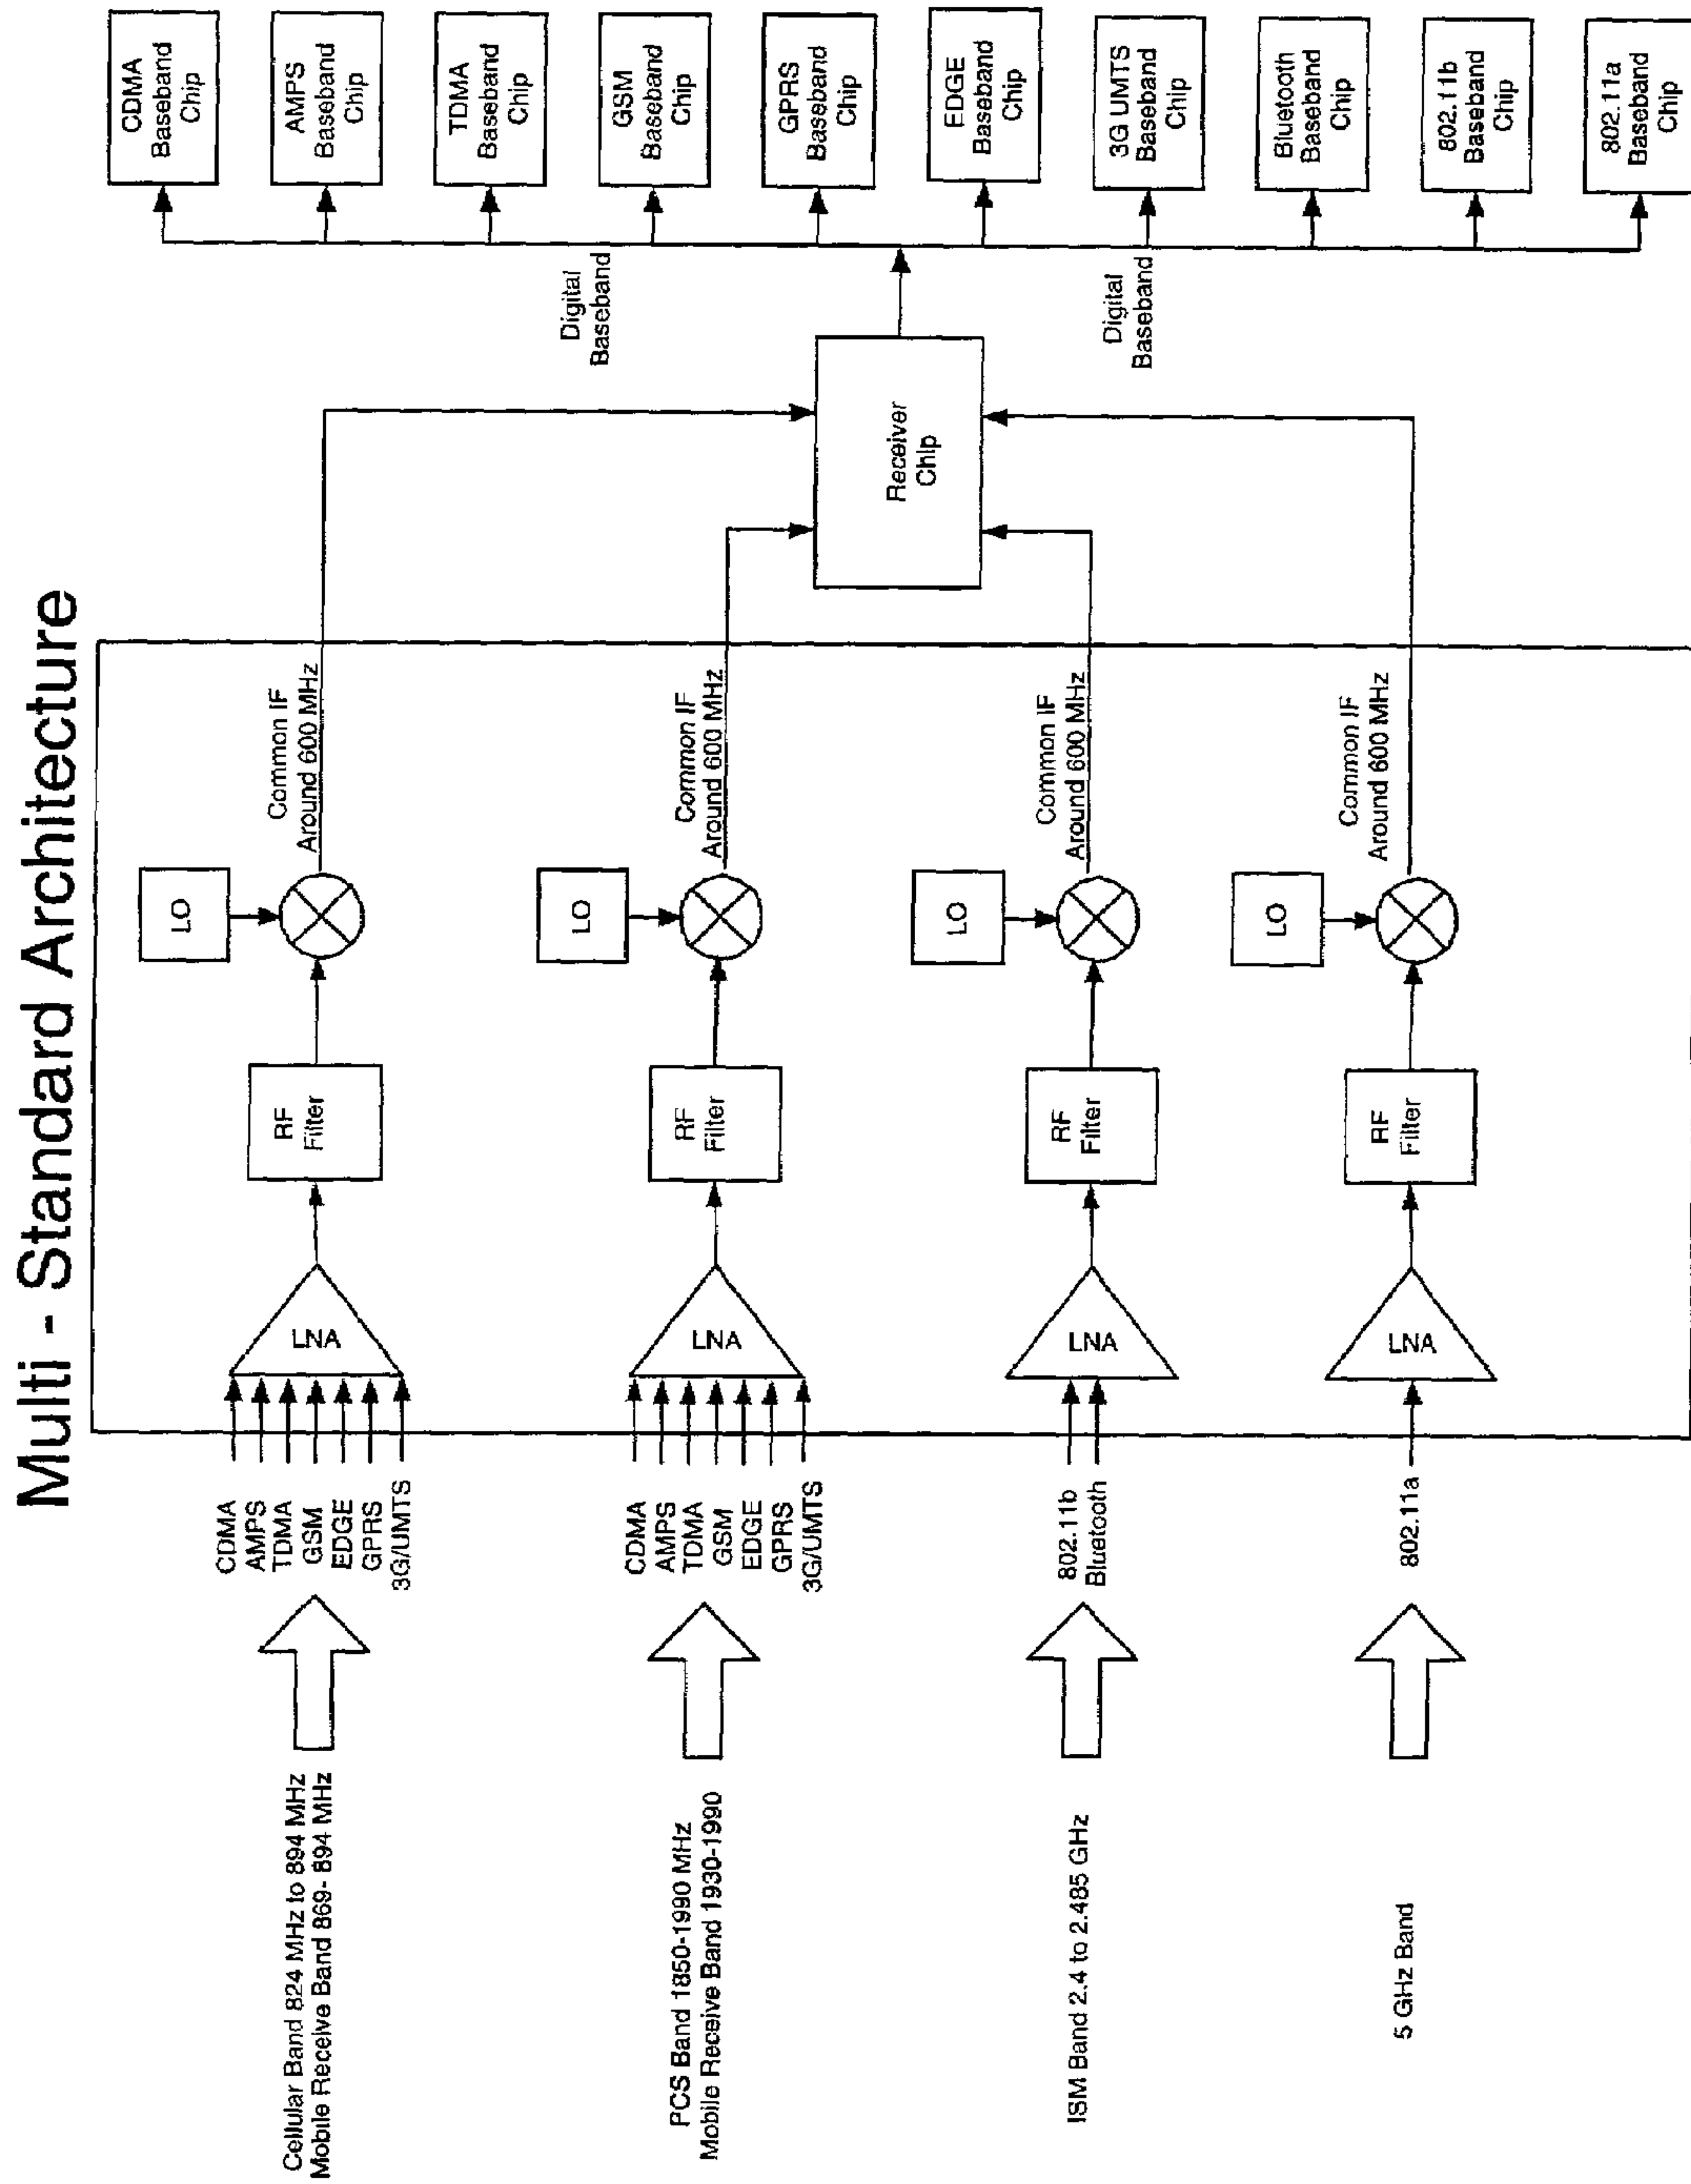 Multi - Standard Architecture
Cellular Band 824 MHz to 894 MHz
Mobile Receive Band 869- 894 MHz
CDMA
AMPS
TDMA
GSM
EDGE
GPRS
3G/UMTS
LNA
RF
Filter
LO
Common IF
Around 600 MHz
PCS Band 1850-1990 MHz
Mobile Receive Band 1930-1990
CDMA
AMPS
TDMA
GSM
EDGE
GPRS
3G/UMTS
LNA
RF
Filter
LO
Common IF
Around 600 MHz
ISM Band 2.4 to 2.485 GHz
802.11b
Bluetooth
LNA
RF
Filter
LO
Common IF
Around 600 MHz
5 GHz Band
802.11a
LNA
RF
Filter
LO
Common IF
Around 600 MHz
Receiver
Chip
Digital
Baseband
Digital
Baseband
CDMA
Baseband
Chip
AMPS
Baseband
Chip
TDMA
Baseband
Chip
GSM
Baseband
Chip
GPRS
Baseband
Chip
EDGE
Baseband
Chip
3G UMTS
Baseband
Chip
Bluetooth
Baseband
Chip
802.11b
Baseband
Chip
802.11a
Baseband
Chip